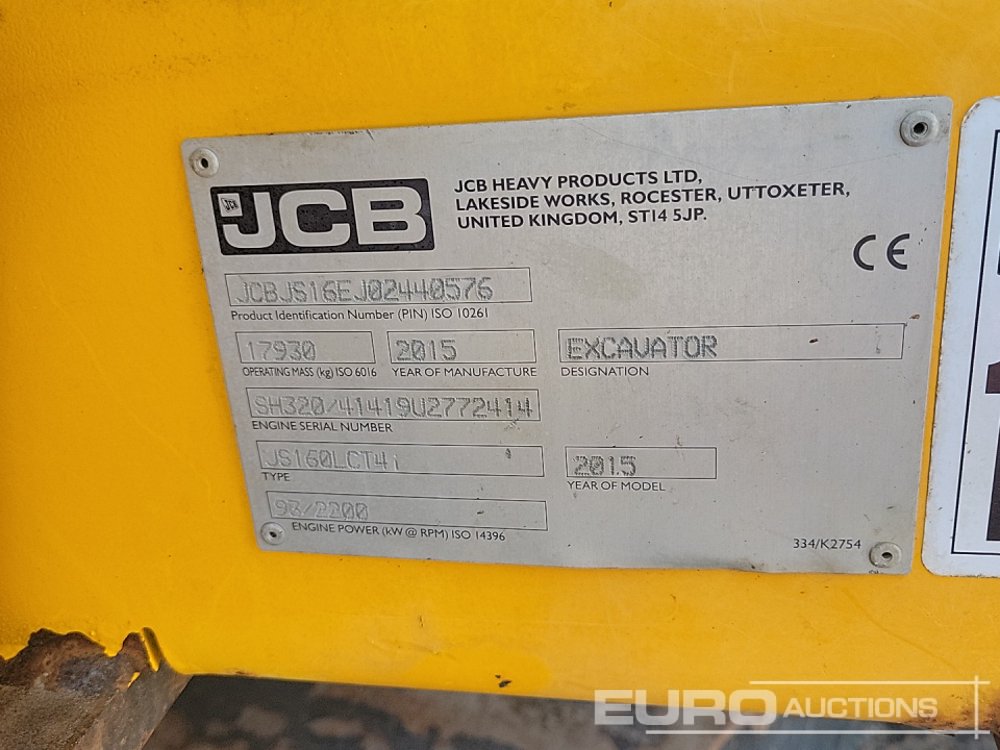 JCB
JCB HEAVY PRODUCTS LTD,
LAKESIDE WORKS, ROCESTER, UTTOXETER,
UNITED KINGDOM, ST14 5JP.
CE
JCBJS16EJ02440576
Product Identification Number (PIN) ISO 10261
17930
OPERATING MASS (kg) ISO 6016
2015
YEAR OF MANUFACTURE
EXCAVATOR
DESIGNATION
SH320/41419U2772414
ENGINE SERIAL NUMBER
JS160LCT4i
TYPE
2015
YEAR OF MODEL
93/2200
ENGINE POWER (kW @ RPM) ISO 14396
334/K2754
EURO AUCTIONS